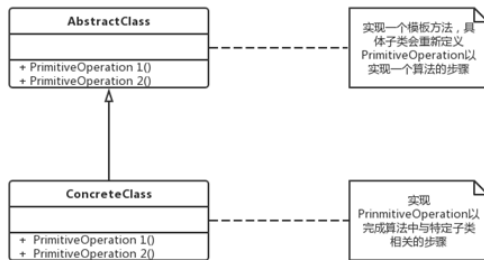 AbstractClass
+ PrimitiveOperation 1()
+ PrimitiveOperation 2()
实现一个模板方法，具
体子类会重新定义
PrimitiveOperation以
实现一个算法的步骤
ConcreteClass
+ PrimitiveOperation 1()
+ PrimitiveOperation 2()
实现
PrinmitiveOperation以
完成算法中与特定子类
相关的步骤